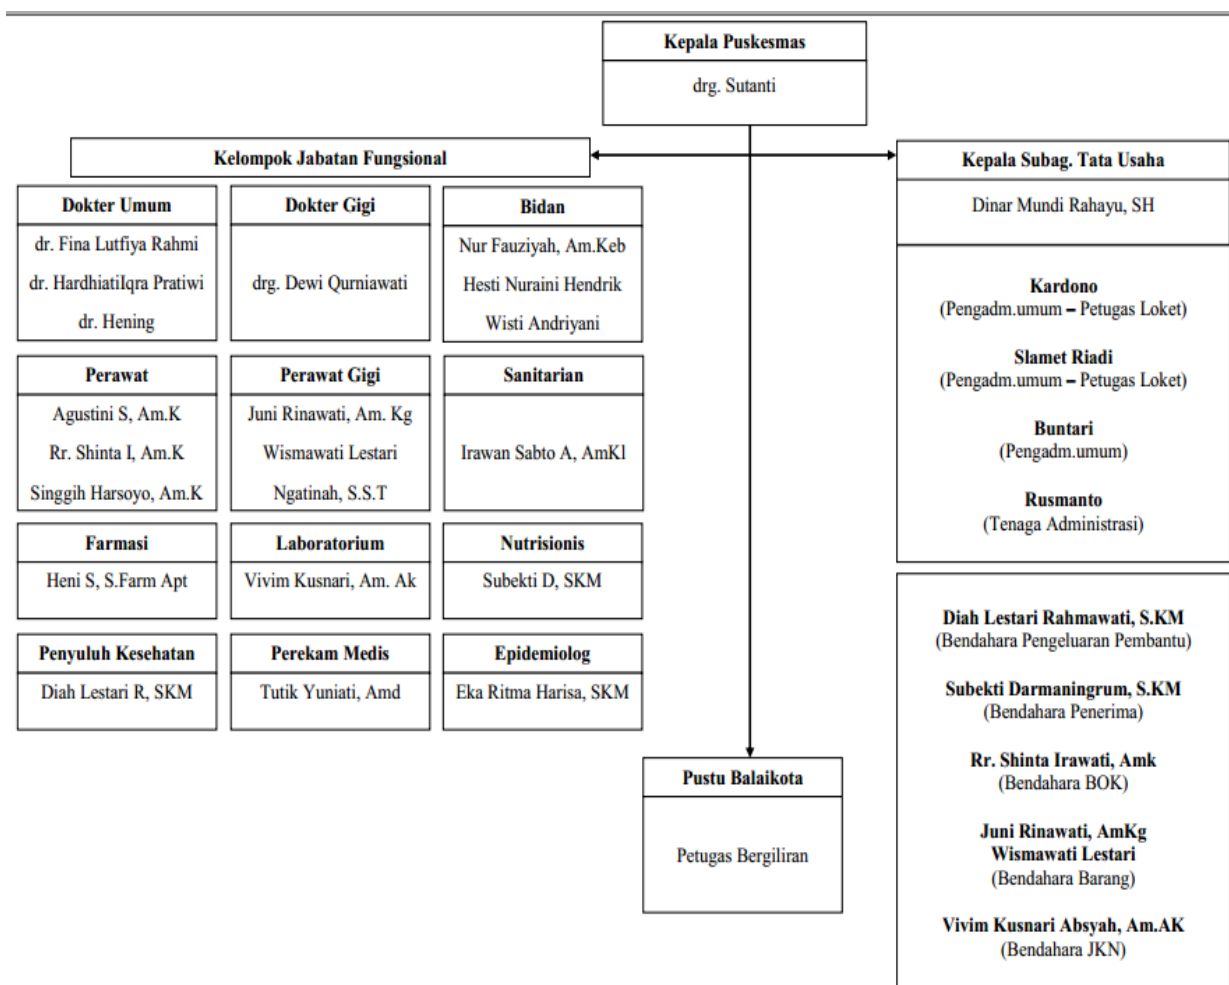 Kepala Puskesmas
drg. Sutanti
Kelompok Jabatan Fungsional
Kepala Subag. Tata Usaha
Dinar Mundi Rahayu, SH
Dokter Umum
dr. Fina Lutfiya Rahmi
dr. HardhiatiIqra Pratiwi
dr. Hening
Dokter Gigi
drg. Dewi Qurniawati
Bidan
Nur Fauziyah, Am.Keb
Hesti Nuraini Hendrik
Wisti Andriyani
Perawat
Agustini S, Am.K
Rr. Shinta I, Am.K
Singgih Harsoyo, Am.K
Perawat Gigi
Juni Rinawati, Am. Kg
Wismawati Lestari
Ngatinah, S.S.T
Sanitarian
Irawan Sabto A, AmKl
Farmasi
Heni S, S.Farm Apt
Laboratorium
Vivim Kusnari, Am. Ak
Nutrisionis
Subekti D, SKM
Penyuluh Kesehatan
Diah Lestari R, SKM
Perekam Medis
Tutik Yuniati, Amd
Epidemiolog
Eka Ritma Harisa, SKM
Kardono
(Pengadm.umum – Petugas Loket)
Slamet Riadi
(Pengadm.umum – Petugas Loket)
Buntari
(Pengadm.umum)
Rusmanto
(Tenaga Administrasi)
Diah Lestari Rahmawati, S.KM
(Bendahara Pengeluaran Pembantu)
Subekti Darmaningrum, S.KM
(Bendahara Penerima)
Rr. Shinta Irawati, Amk
(Bendahara BOK)
Juni Rinawati, AmKg
Wismawati Lestari
(Bendahara Barang)
Vivim Kusnari Absyah, Am.AK
(Bendahara JKN)
Pustu Balaikota
Petugas Bergiliran